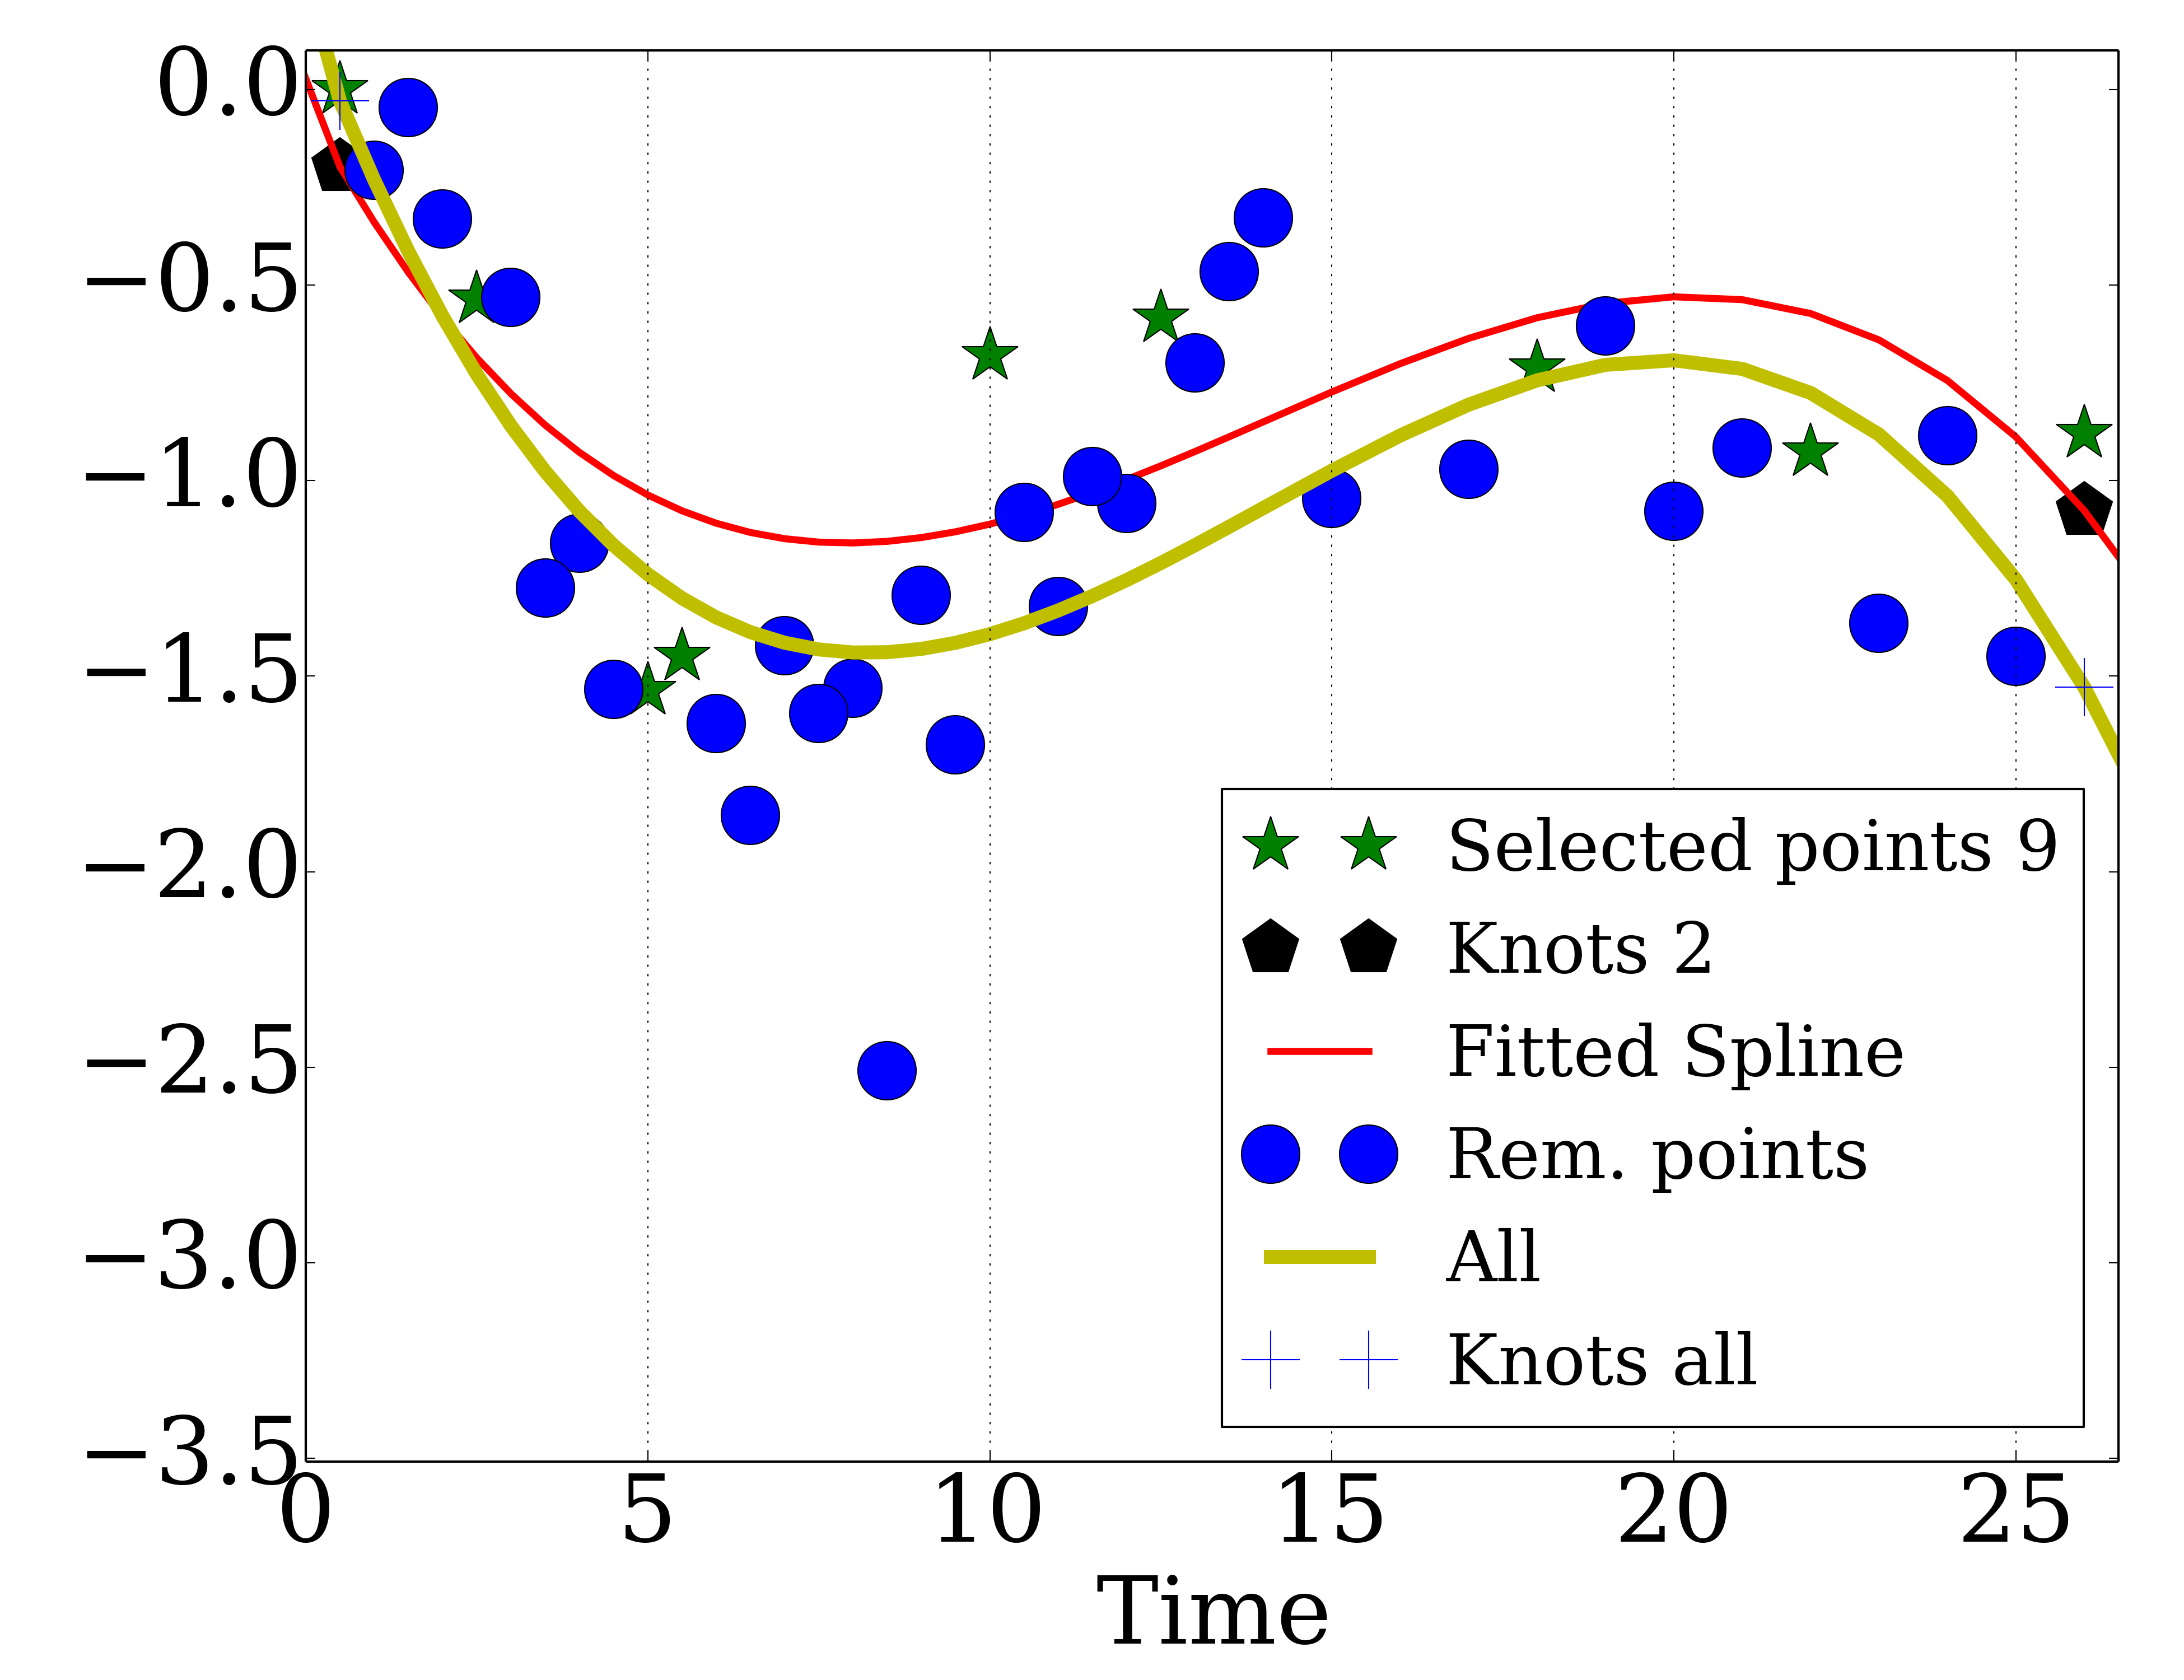 0.0
−0.5
−1.0
−1.5
−2.0
−2.5
−3.0
−3.5
Selected points 9
Knots 2
Fitted Spline
Rem. points
All
Knots all
0 5 10 15 20 25
Time